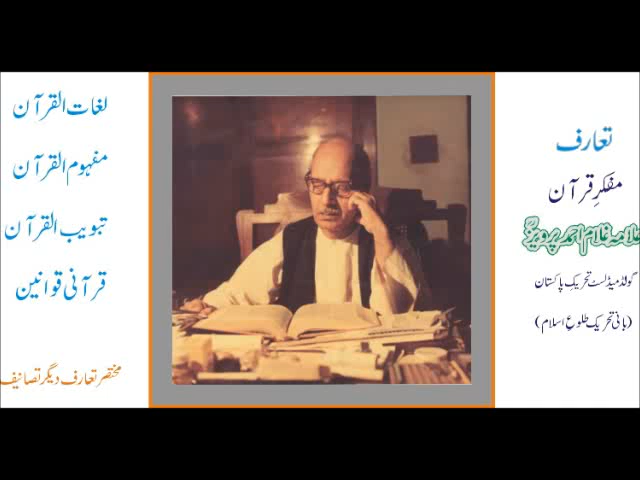 تعارف
مفکرِ قرآن
علامہ غلام احمد پرویزؒ
گولڈ میڈلسٹ تحریکِ پاکستان
(بانی تحریک طلوعِ اسلام)
لغات القرآن
مفہوم القرآن
تبویب القرآن
قرآنی قوانین
مختصر تعارف دیگر تصانیف